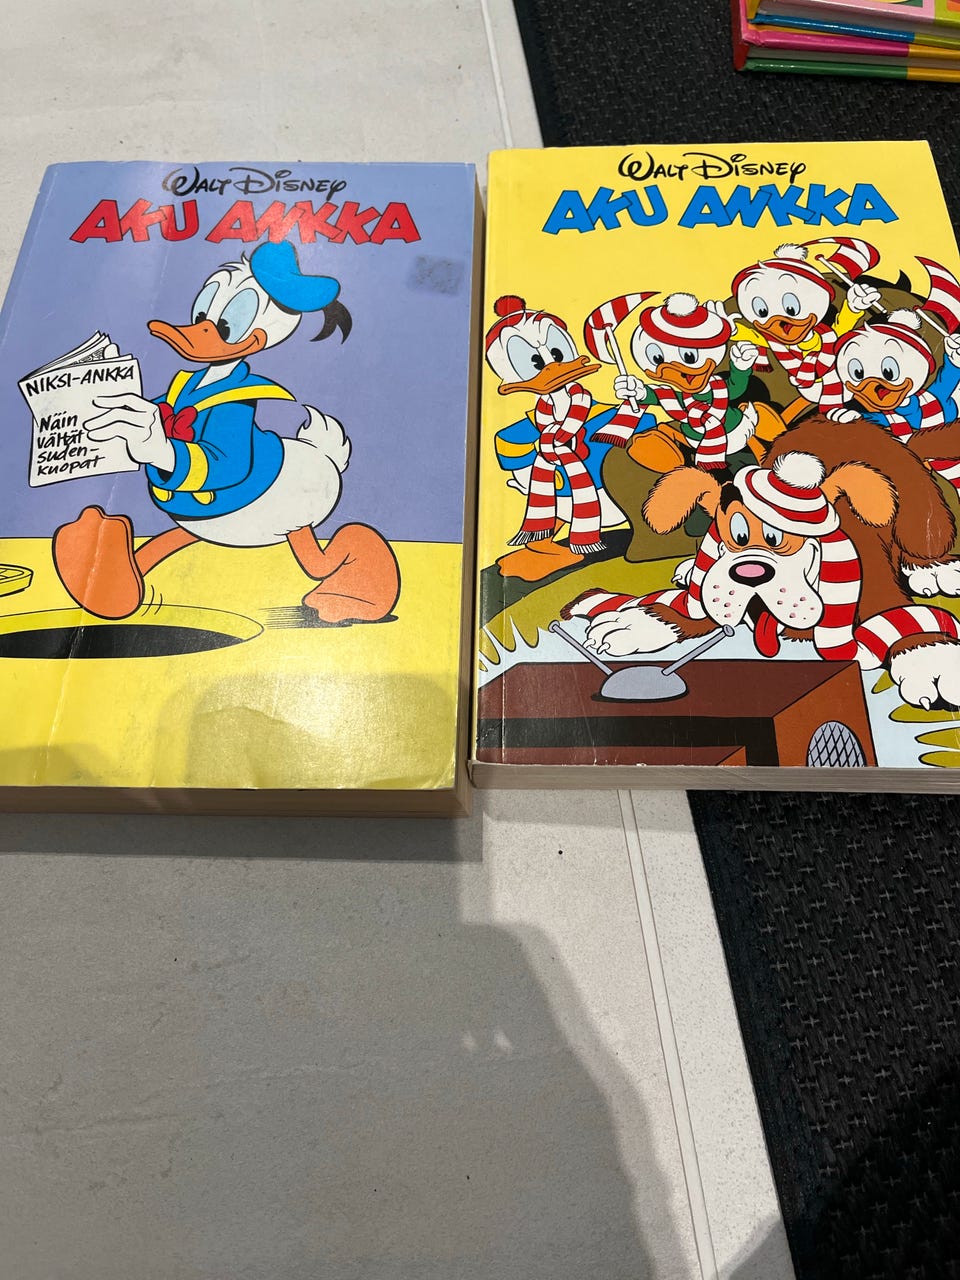 WALT DISNEY
AKU ANKKA
NIKSI-ANKKA
Näin
vältät
suden-
kuopat
WALT DISNEY
AKU ANKKA